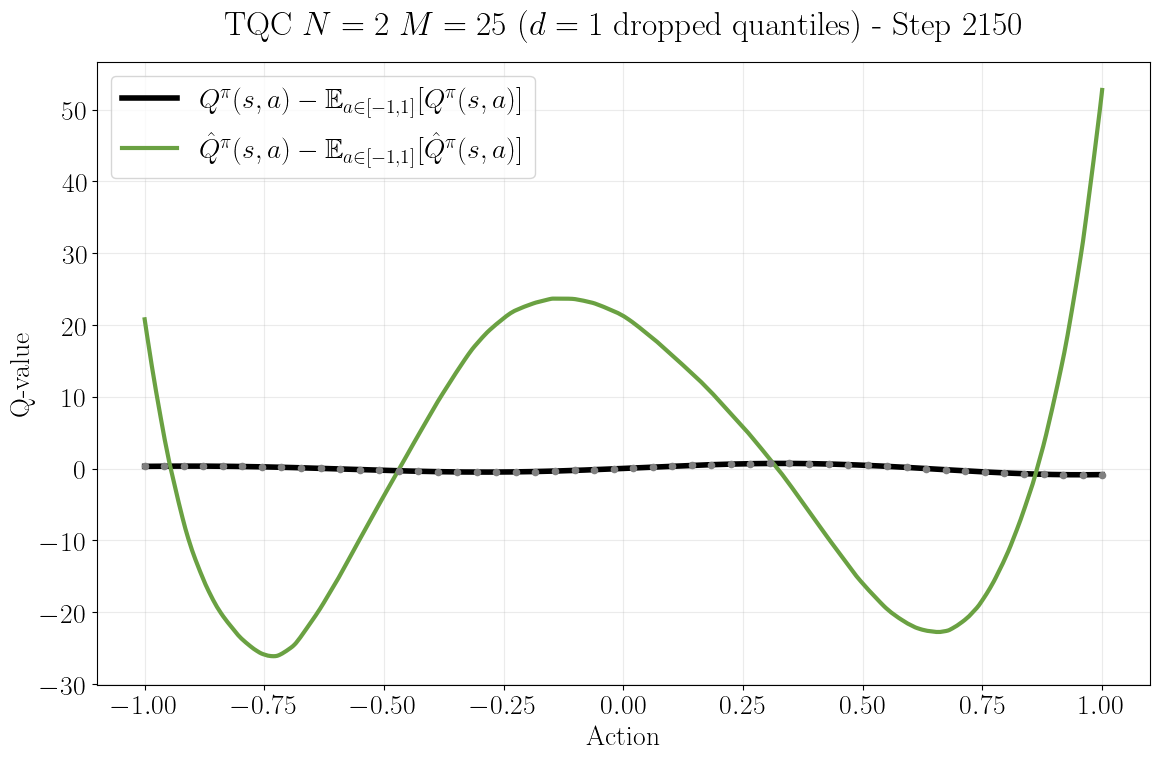 TQC N = 2 M = 25 (d = 1 dropped quantiles) - Step 2150
Q^π(s, a) − 𝔼_{a∈[−1,1]}[Q^π(s, a)]
Q̂^π(s, a) − 𝔼_{a∈[−1,1]}[Q̂^π(s, a)]
Q-value
50
40
30
20
10
0
−10
−20
−30
−1.00 −0.75 −0.50 −0.25 0.00 0.25 0.50 0.75 1.00
Action